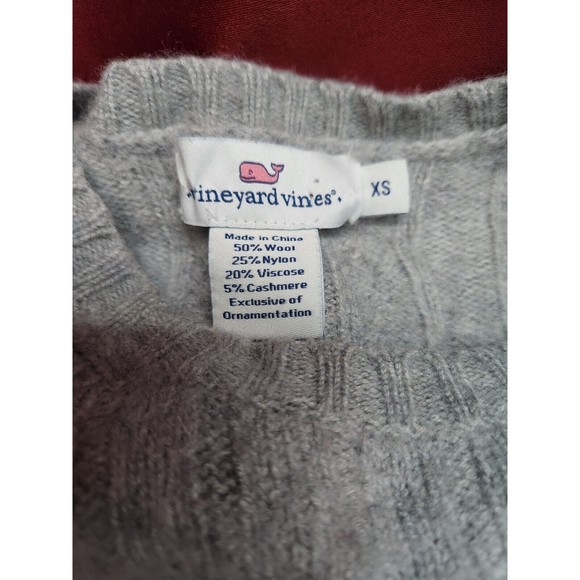 vineyard vines®
XS
Made in China
50% Wool
25% Nylon
20% Viscose
5% Cashmere
Exclusive of
Ornamentation